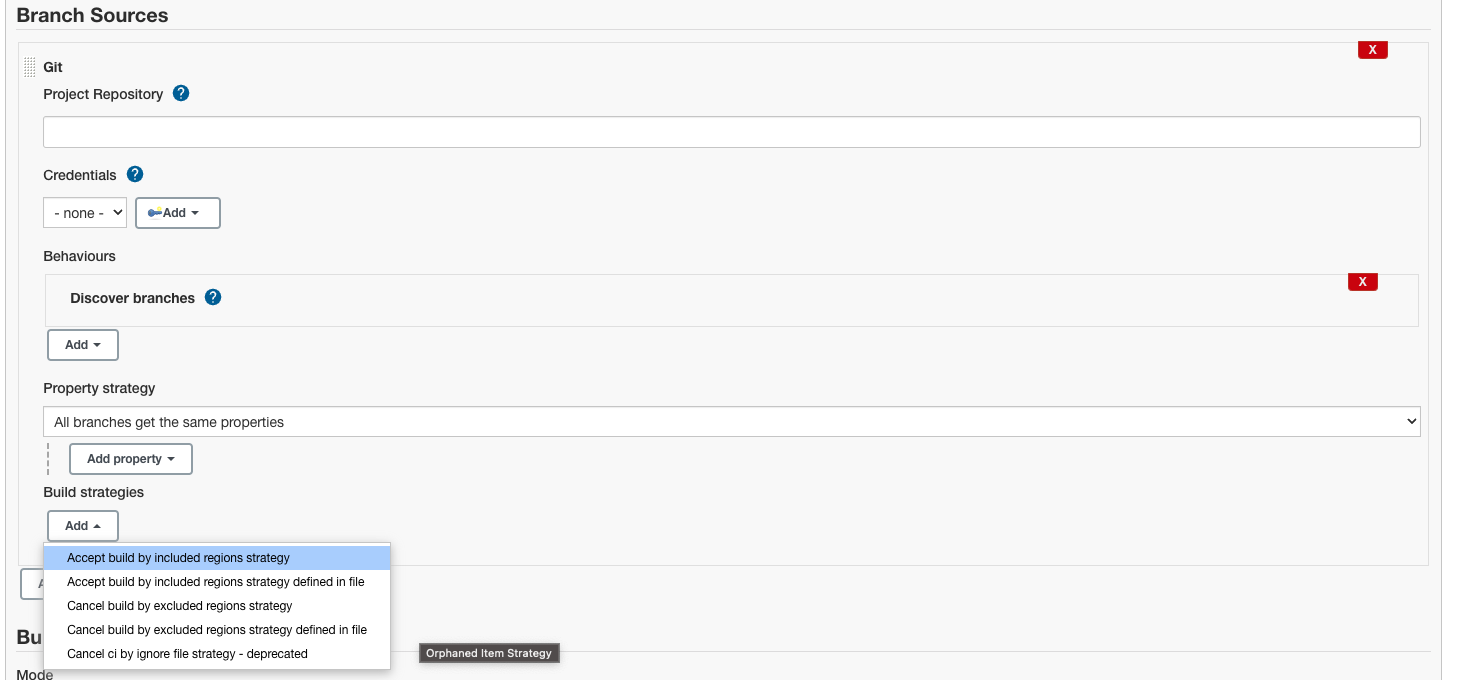 Branch Sources
X
Git
Project Repository ?
Credentials ?
- none - Add
Behaviours
X
Discover branches ?
Add
Property strategy
All branches get the same properties
Add property
Build strategies
Add
Accept build by included regions strategy
Accept build by included regions strategy defined in file
Cancel build by excluded regions strategy
Cancel build by excluded regions strategy defined in file
Cancel ci by ignore file strategy - deprecated
Orphaned Item Strategy
Mode